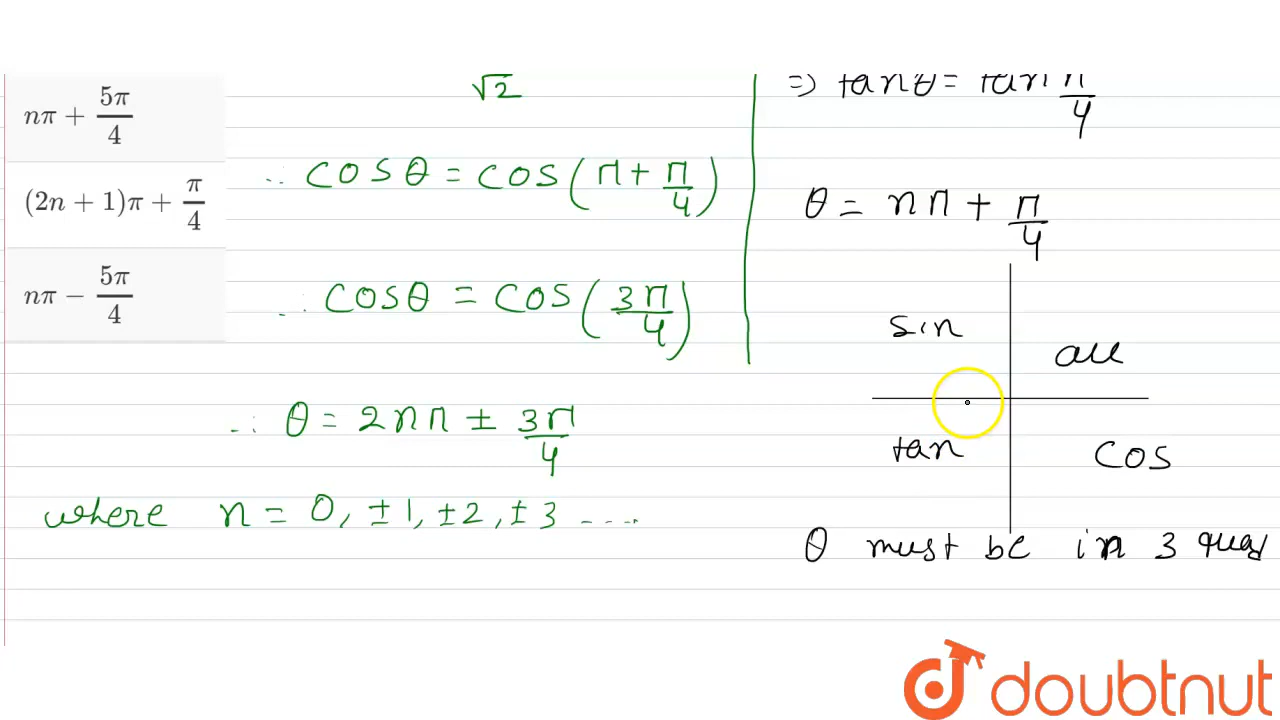 nπ + 5π/4
(2n + 1)π + π/4
nπ − 5π/4
√2
∴ cosθ = cos(π + π/4)
∴ cosθ = cos(3π/4)
∴ θ = 2nπ ± 3π/4
where n = 0, ±1, ±2, ±3 ....
⇒ tanθ = tan π/4
θ = nπ + π/4
sin
all
tan
cos
θ must be in 3 quad
doubtnut